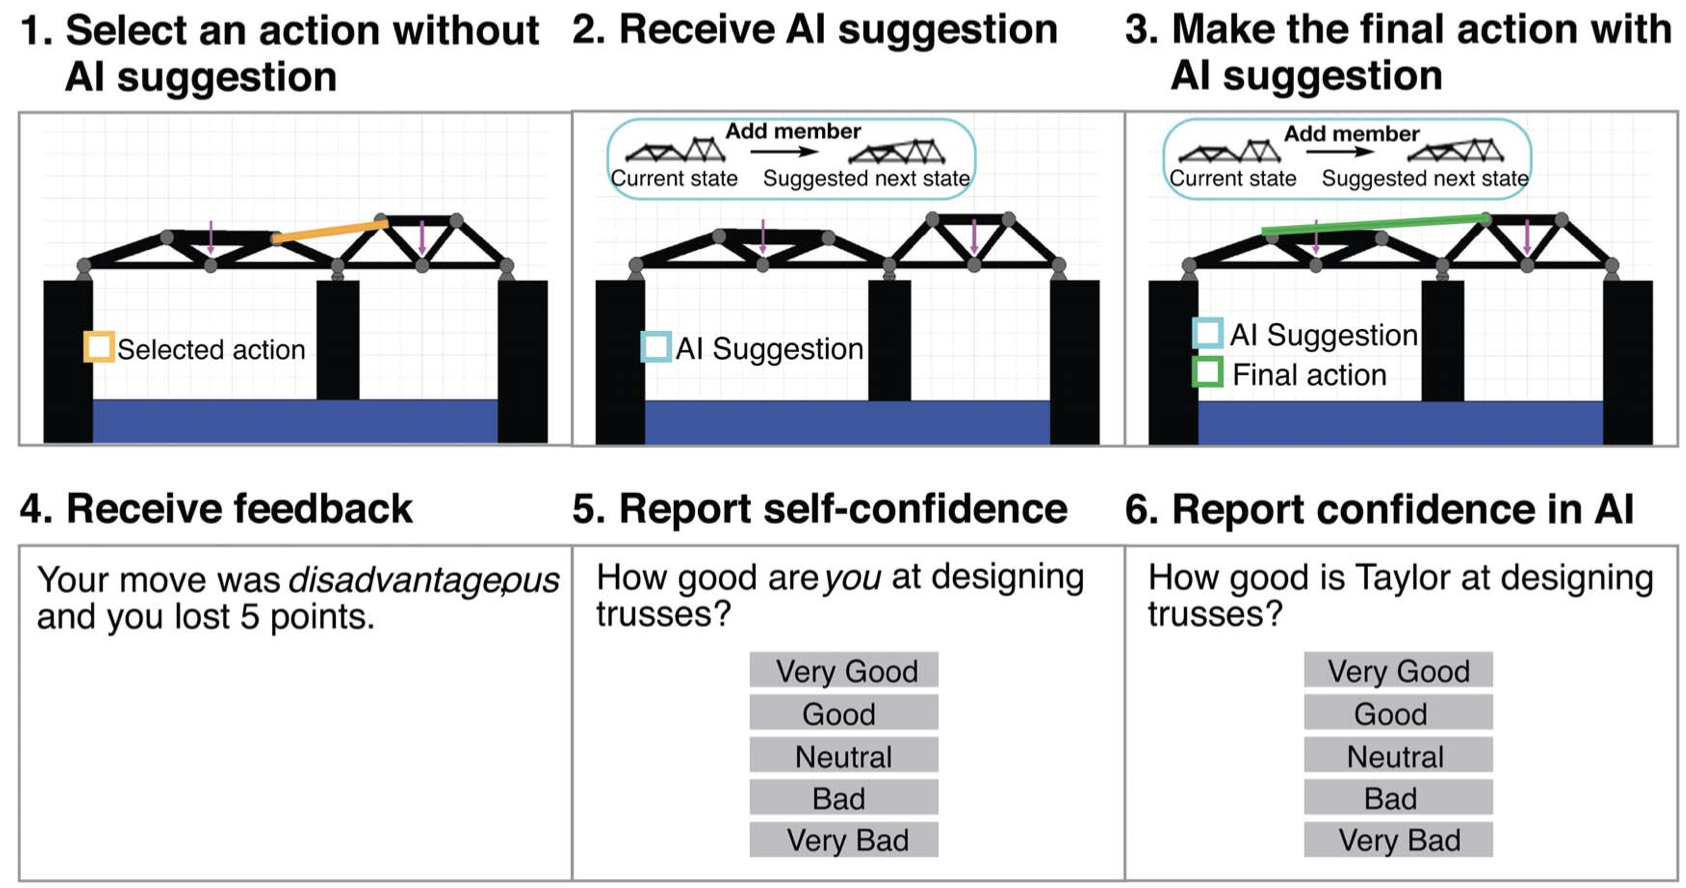 1. Select an action without
AI suggestion
2. Receive AI suggestion
3. Make the final action with
AI suggestion
Selected action
Add member
Current state
Suggested next state
AI Suggestion
Add member
Current state
Suggested next state
AI Suggestion
Final action
4. Receive feedback
Your move was disadvantageous
and you lost 5 points.
5. Report self-confidence
How good are you at designing
trusses?
Very Good
Good
Neutral
Bad
Very Bad
6. Report confidence in AI
How good is Taylor at designing
trusses?
Very Good
Good
Neutral
Bad
Very Bad